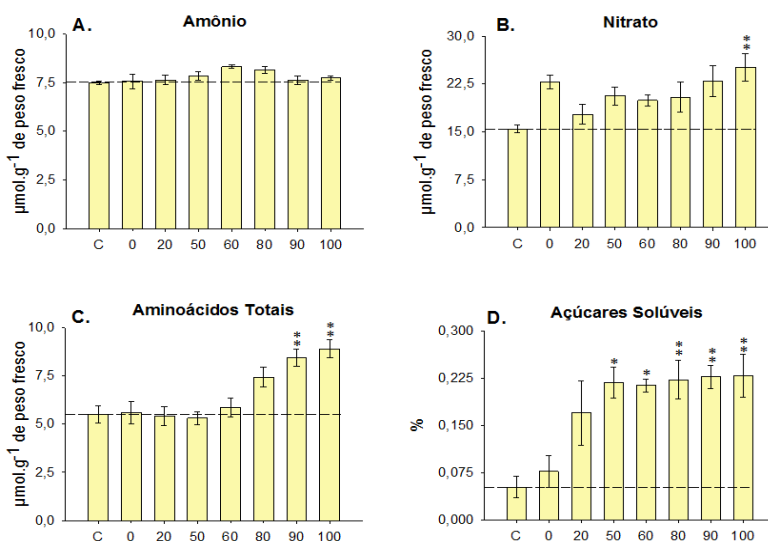 A. Amônio
10,0
7,5
5,0
2,5
0,0
µmol.g⁻¹ de peso fresco
C 0 20 50 60 80 90 100
B. Nitrato
30,0
22,5
15,0
7,5
0,0
µmol.g⁻¹ de peso fresco
**
C 0 20 50 60 80 90 100
C. Aminoácidos Totais
10,0
7,5
5,0
2,5
0,0
µmol.g⁻¹ de peso fresco
** **
C 0 20 50 60 80 90 100
D. Açúcares Solúveis
0,300
0,225
0,150
0,075
0,000
%
* * ** ** **
C 0 20 50 60 80 90 100